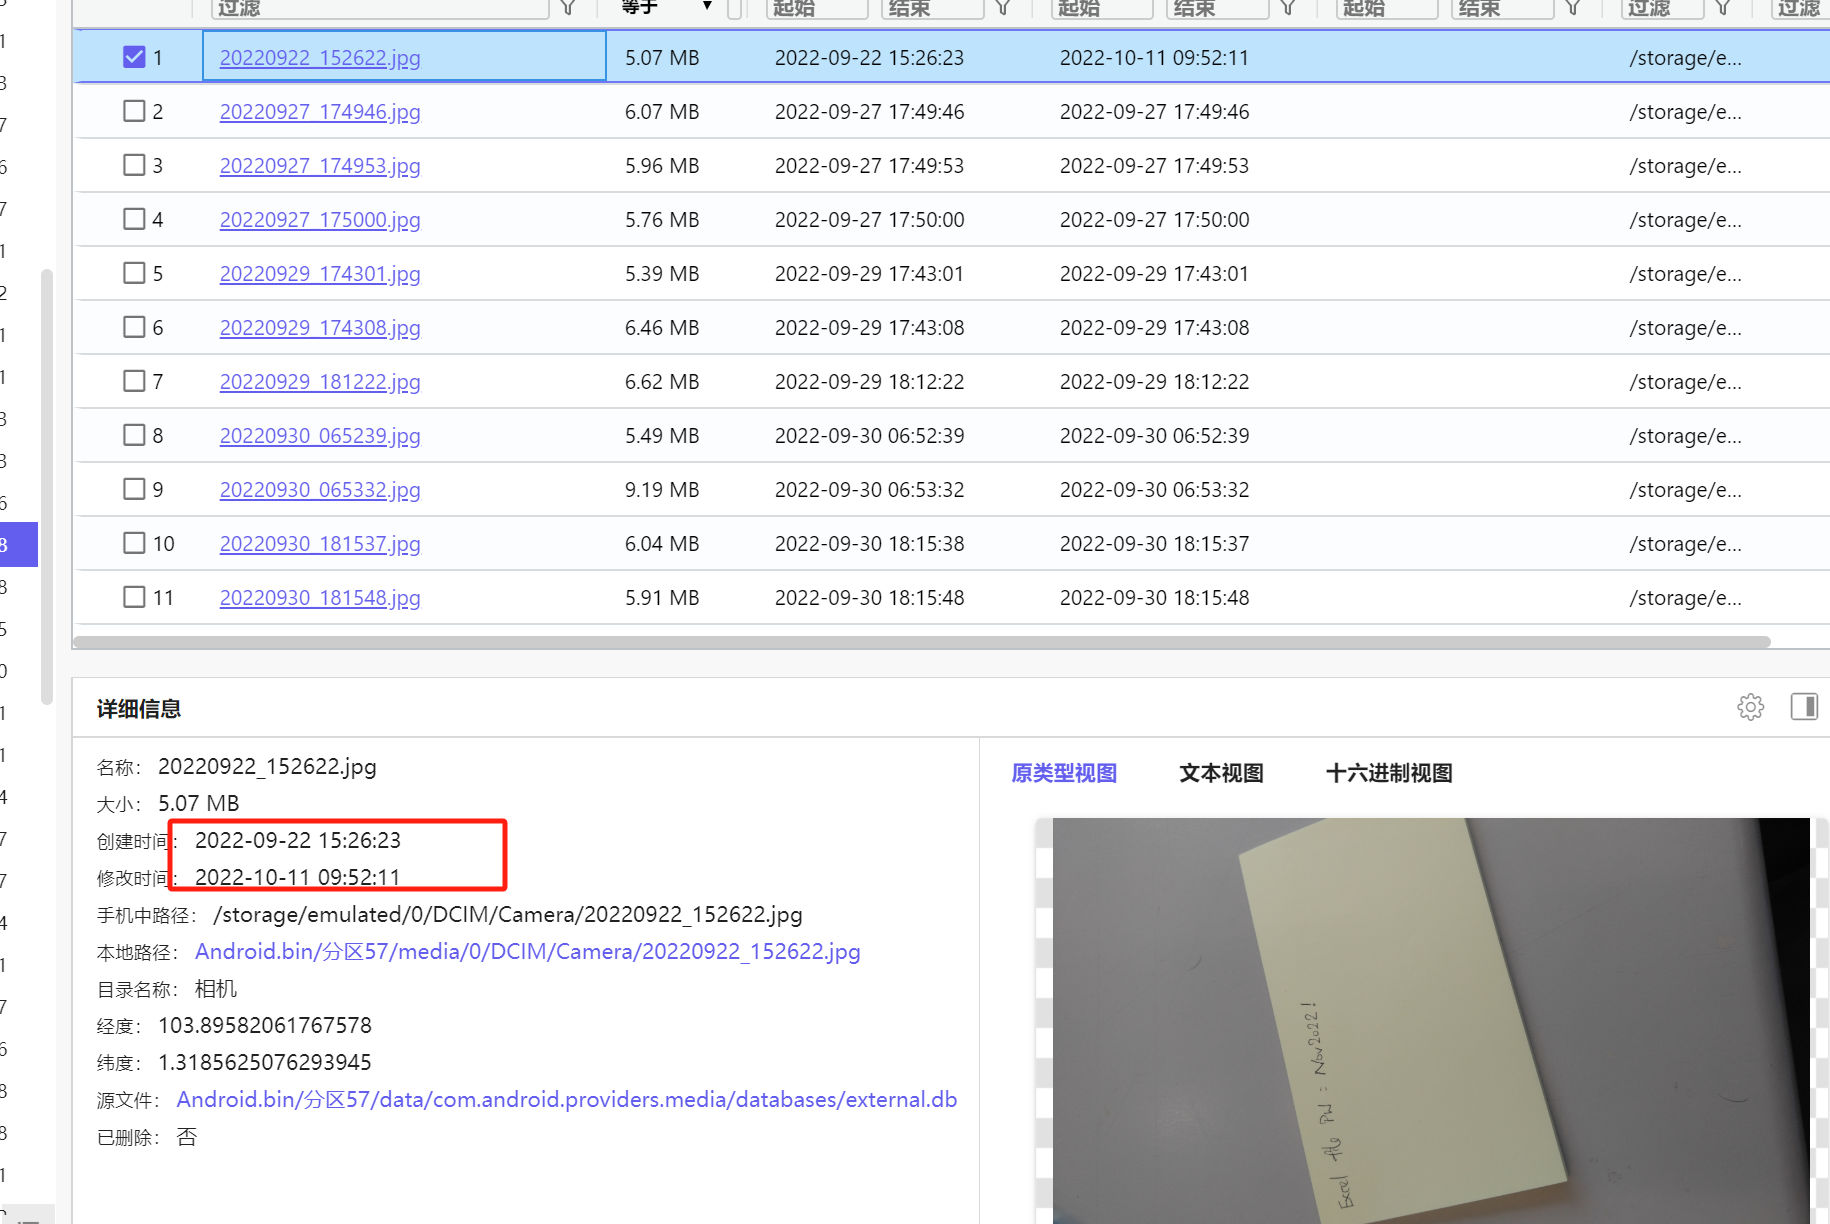 过滤 等于 起始 结束 起始 结束 起始 结束 过滤 过滤
1 20220922_152622.jpg 5.07 MB 2022-09-22 15:26:23 2022-10-11 09:52:11 /storage/e...
2 20220927_174946.jpg 6.07 MB 2022-09-27 17:49:46 2022-09-27 17:49:46 /storage/e...
3 20220927_174953.jpg 5.96 MB 2022-09-27 17:49:53 2022-09-27 17:49:53 /storage/e...
4 20220927_175000.jpg 5.76 MB 2022-09-27 17:50:00 2022-09-27 17:50:00 /storage/e...
5 20220929_174301.jpg 5.39 MB 2022-09-29 17:43:01 2022-09-29 17:43:01 /storage/e...
6 20220929_174308.jpg 6.46 MB 2022-09-29 17:43:08 2022-09-29 17:43:08 /storage/e...
7 20220929_181222.jpg 6.62 MB 2022-09-29 18:12:22 2022-09-29 18:12:22 /storage/e...
8 20220930_065239.jpg 5.49 MB 2022-09-30 06:52:39 2022-09-30 06:52:39 /storage/e...
9 20220930_065332.jpg 9.19 MB 2022-09-30 06:53:32 2022-09-30 06:53:32 /storage/e...
10 20220930_181537.jpg 6.04 MB 2022-09-30 18:15:38 2022-09-30 18:15:37 /storage/e...
11 20220930_181548.jpg 5.91 MB 2022-09-30 18:15:48 2022-09-30 18:15:48 /storage/e...
详细信息
名称： 20220922_152622.jpg
大小： 5.07 MB
创建时间： 2022-09-22 15:26:23
修改时间： 2022-10-11 09:52:11
手机中路径： /storage/emulated/0/DCIM/Camera/20220922_152622.jpg
本地路径： Android.bin/分区57/media/0/DCIM/Camera/20220922_152622.jpg
目录名称： 相机
经度： 103.89582061767578
纬度： 1.3185625076293945
源文件： Android.bin/分区57/data/com.android.providers.media/databases/external.db
已删除： 否
原类型视图 文本视图 十六进制视图
Excel file PW : Nov2022!